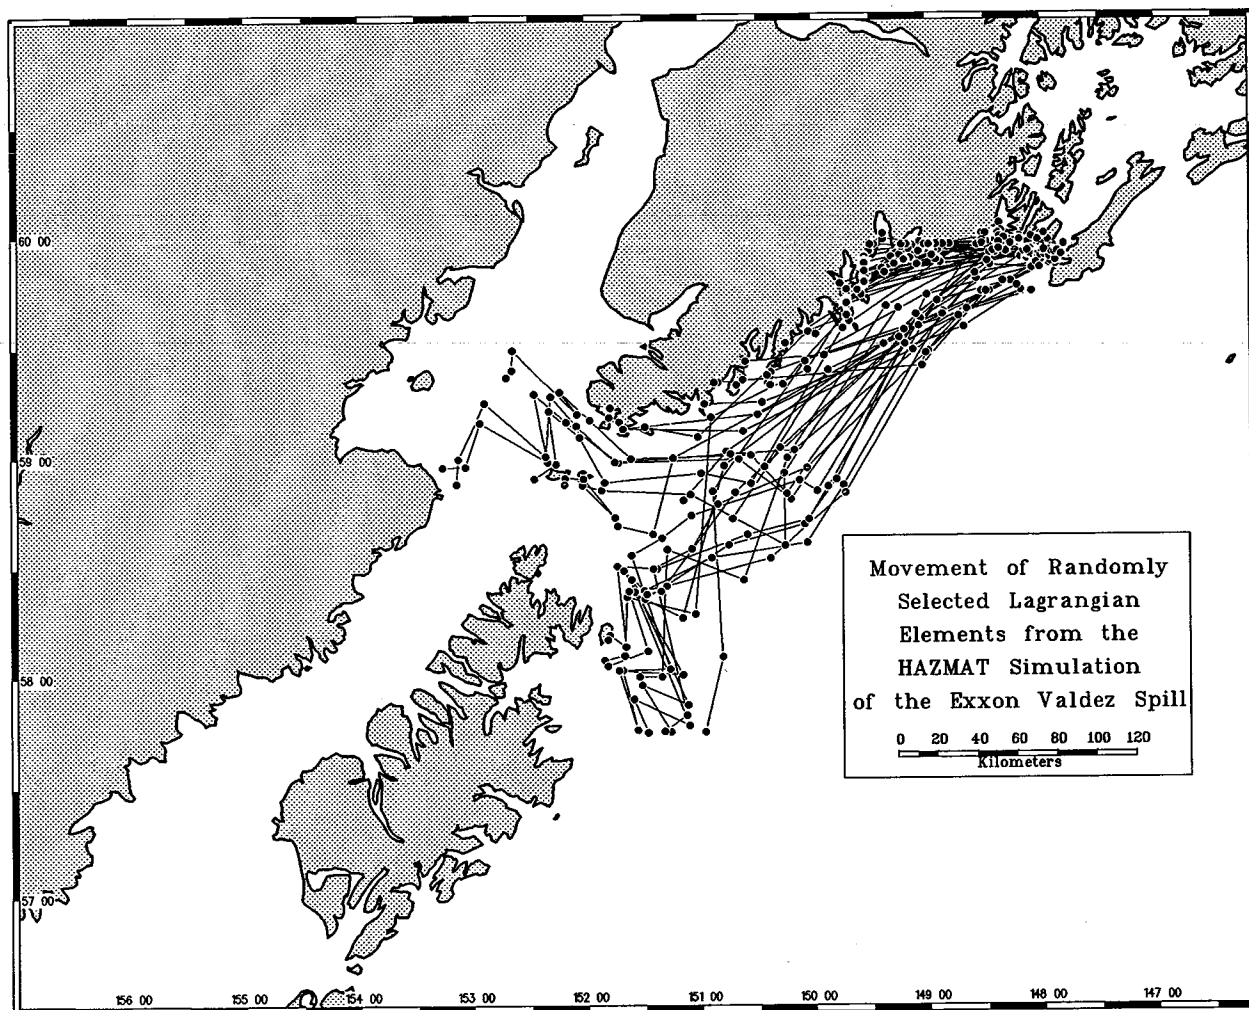 60 00
59 00
58 00
57 00
Movement of Randomly
Selected Lagrangian
Elements from the
HAZMAT Simulation
of the Exxon Valdez Spill
0 20 40 60 80 100 120
Kilometers
156 00 155 00 154 00 153 00 152 00 151 00 150 00 149 00 148 00 147 00